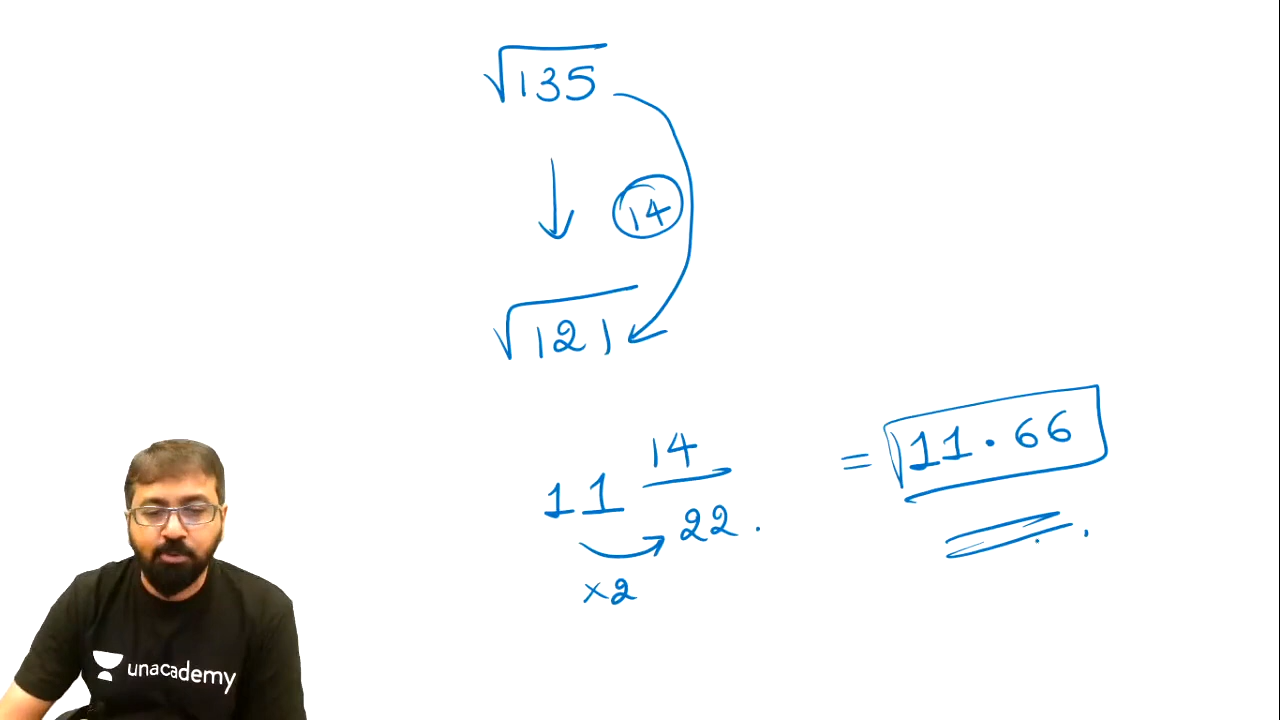 √135
14
√121
11 14/22 .
×2
= 11.66
unacademy